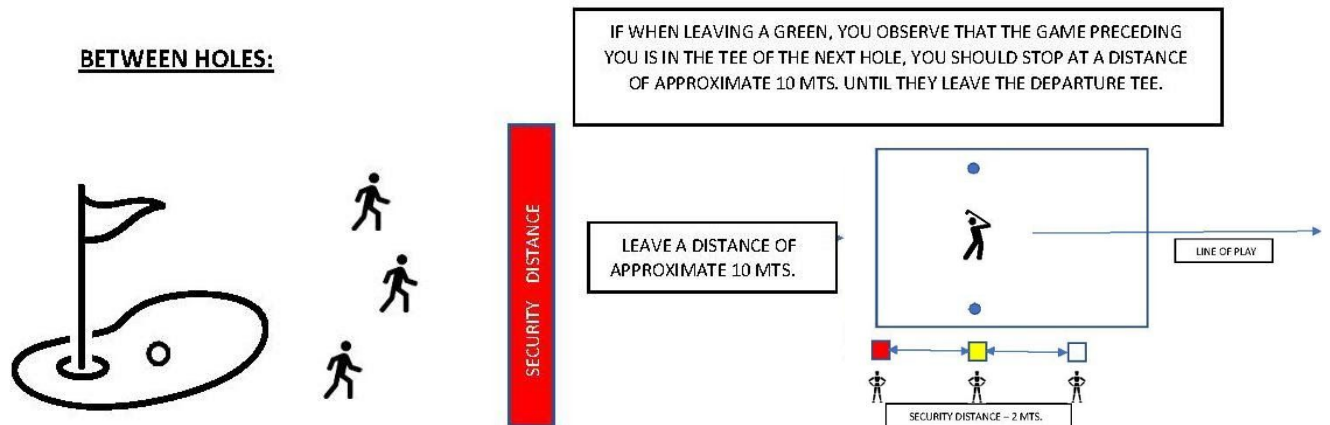 BETWEEN HOLES:
IF WHEN LEAVING A GREEN, YOU OBSERVE THAT THE GAME PRECEDING
YOU IS IN THE TEE OF THE NEXT HOLE, YOU SHOULD STOP AT A DISTANCE
OF APPROXIMATE 10 MTS. UNTIL THEY LEAVE THE DEPARTURE TEE.
SECURITY DISTANCE
LEAVE A DISTANCE OF
APPROXIMATE 10 MTS.
LINE OF PLAY
SECURITY DISTANCE – 2 MTS.